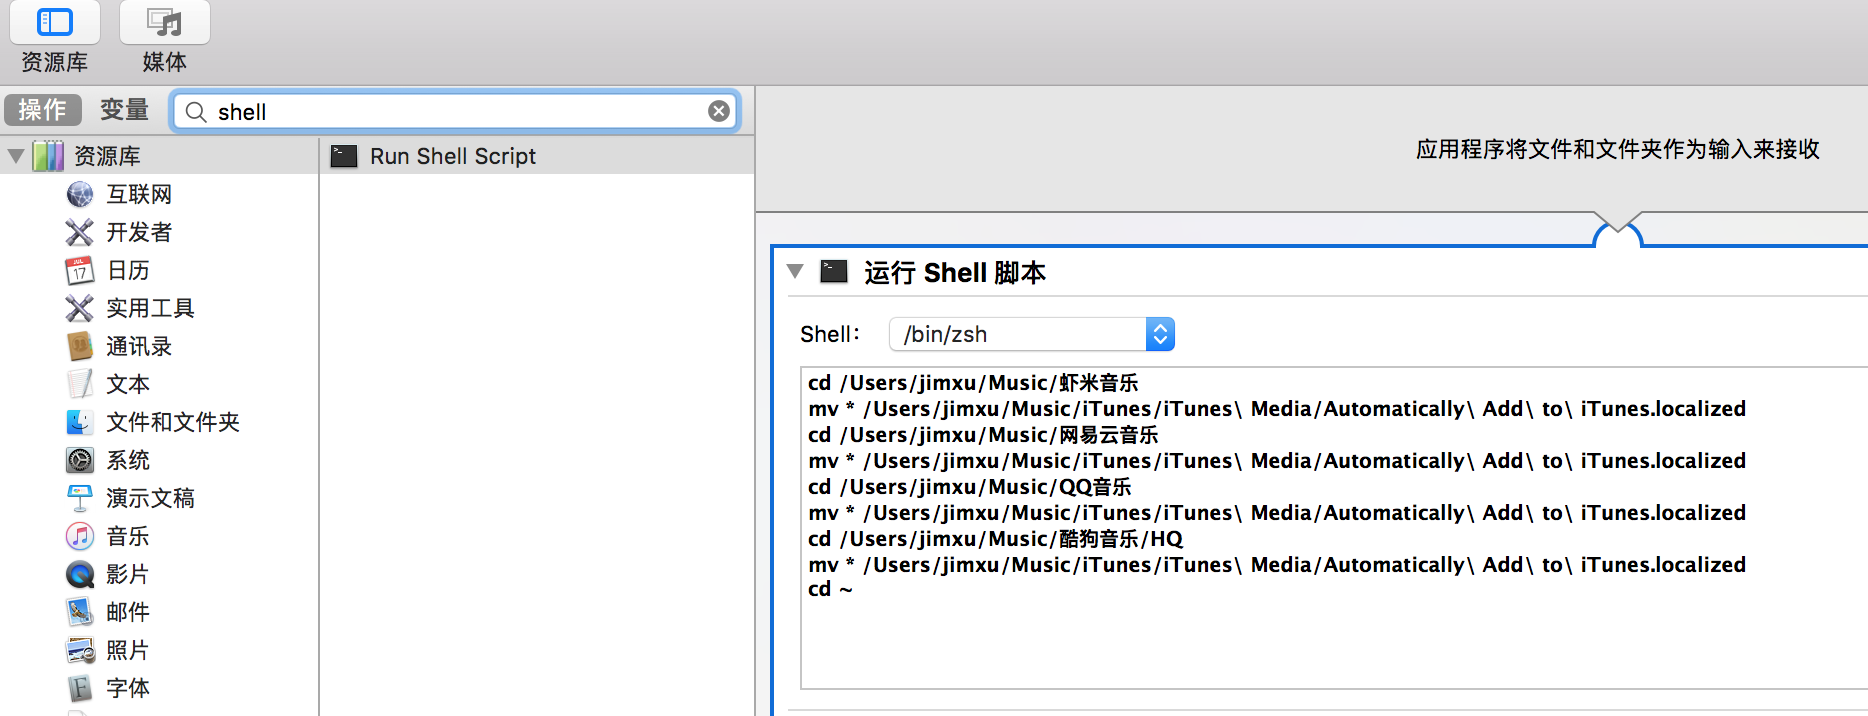 资源库
媒体
操作
变量
shell
资源库
互联网
开发者
JUL
17
日历
实用工具
通讯录
文本
文件和文件夹
系统
演示文稿
音乐
影片
邮件
照片
F
字体
Run Shell Script
应用程序将文件和文件夹作为输入来接收
运行 Shell 脚本
Shell：
/bin/zsh
cd /Users/jimxu/Music/虾米音乐
mv * /Users/jimxu/Music/iTunes/iTunes\ Media/Automatically\ Add\ to\ iTunes.localized
cd /Users/jimxu/Music/网易云音乐
mv * /Users/jimxu/Music/iTunes/iTunes\ Media/Automatically\ Add\ to\ iTunes.localized
cd /Users/jimxu/Music/QQ音乐
mv * /Users/jimxu/Music/iTunes/iTunes\ Media/Automatically\ Add\ to\ iTunes.localized
cd /Users/jimxu/Music/酷狗音乐/HQ
mv * /Users/jimxu/Music/iTunes/iTunes\ Media/Automatically\ Add\ to\ iTunes.localized
cd ~